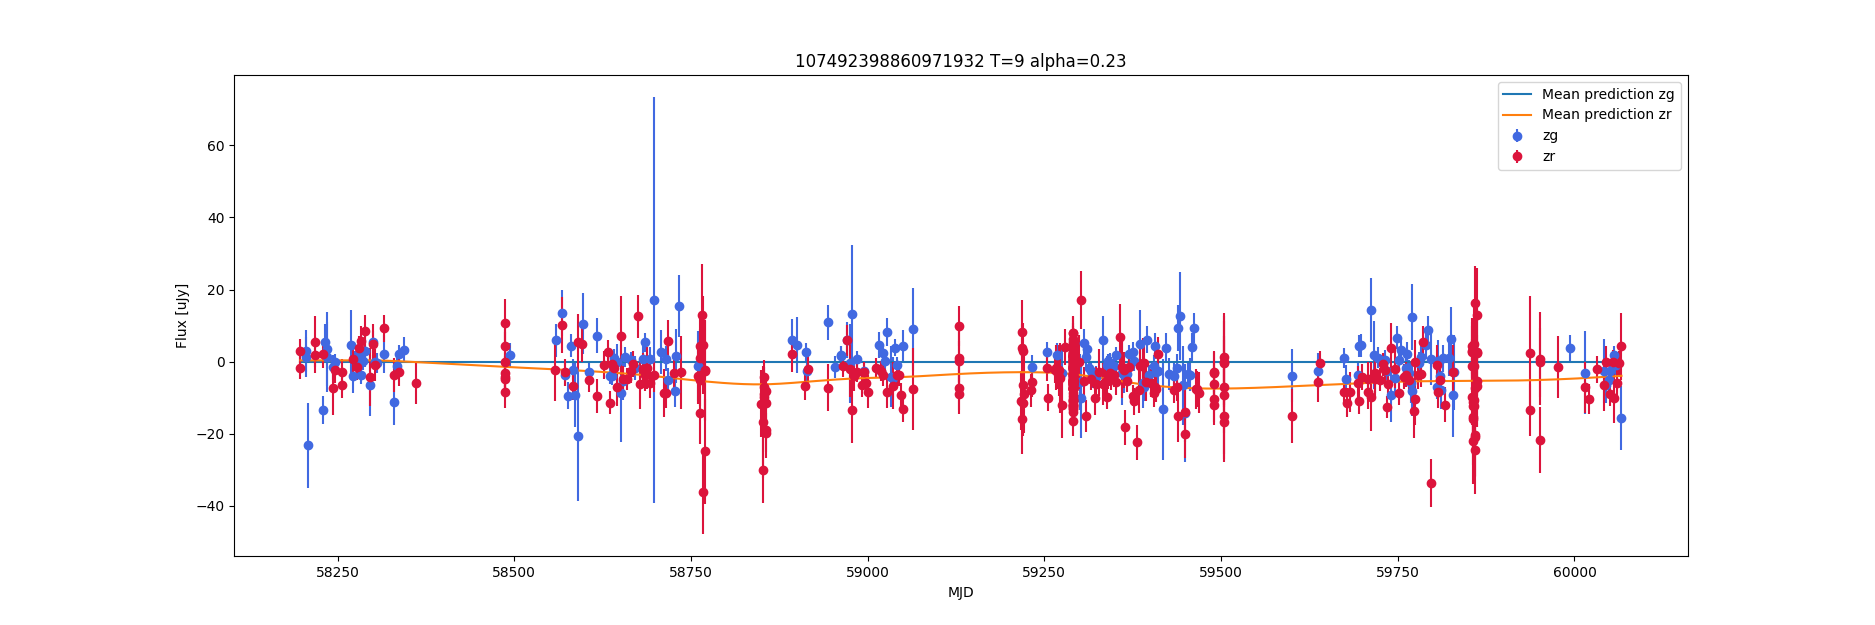 107492398860971932 T=9 alpha=0.23
Mean prediction zg
Mean prediction zr
zg
zr
Flux [uJy]
60
40
20
0
−20
−40
58250 58500 58750 59000 59250 59500 59750 60000
MJD